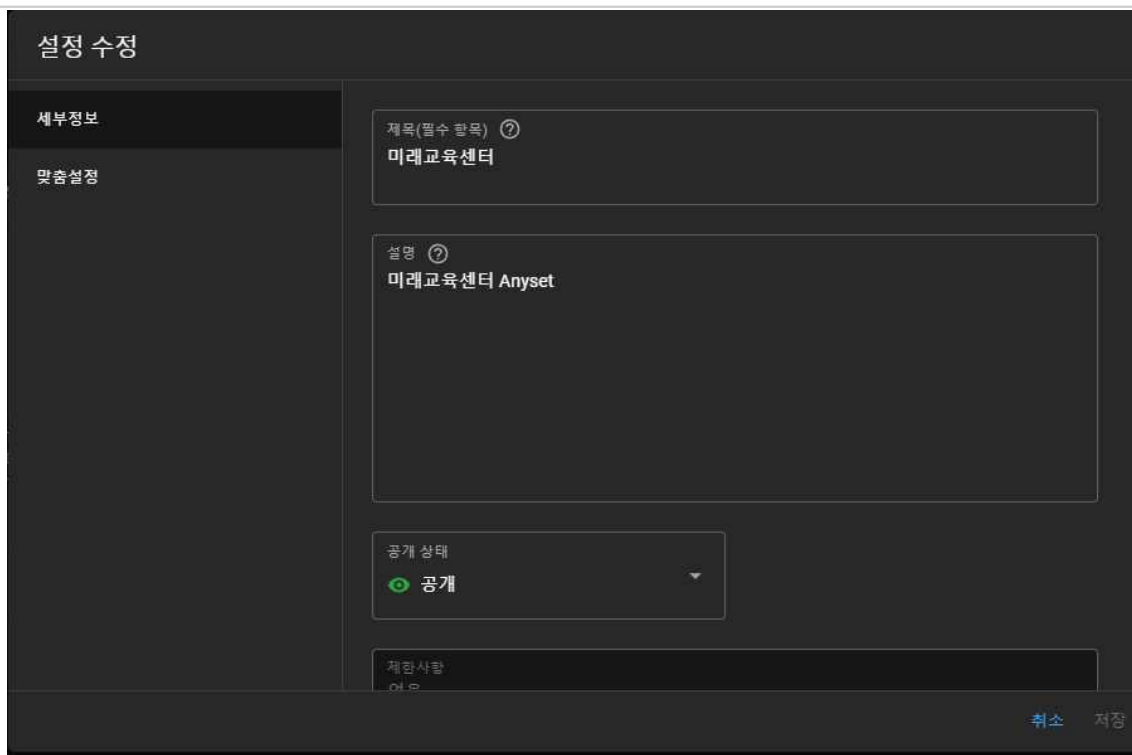 설정 수정
세부정보
맞춤설정
제목(필수 항목)
미래교육센터
설명
미래교육센터 Anyset
공개 상태
공개
제한사항
취소 저장